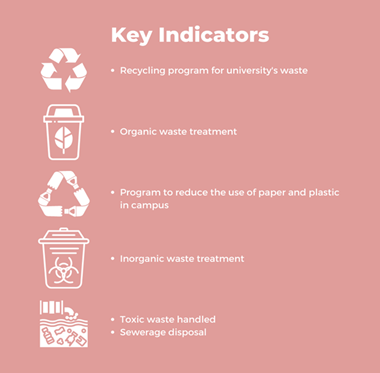 Key Indicators
• Recycling program for university's waste
• Organic waste treatment
• Program to reduce the use of paper and plastic
in campus
• Inorganic waste treatment
• Toxic waste handled
• Sewerage disposal